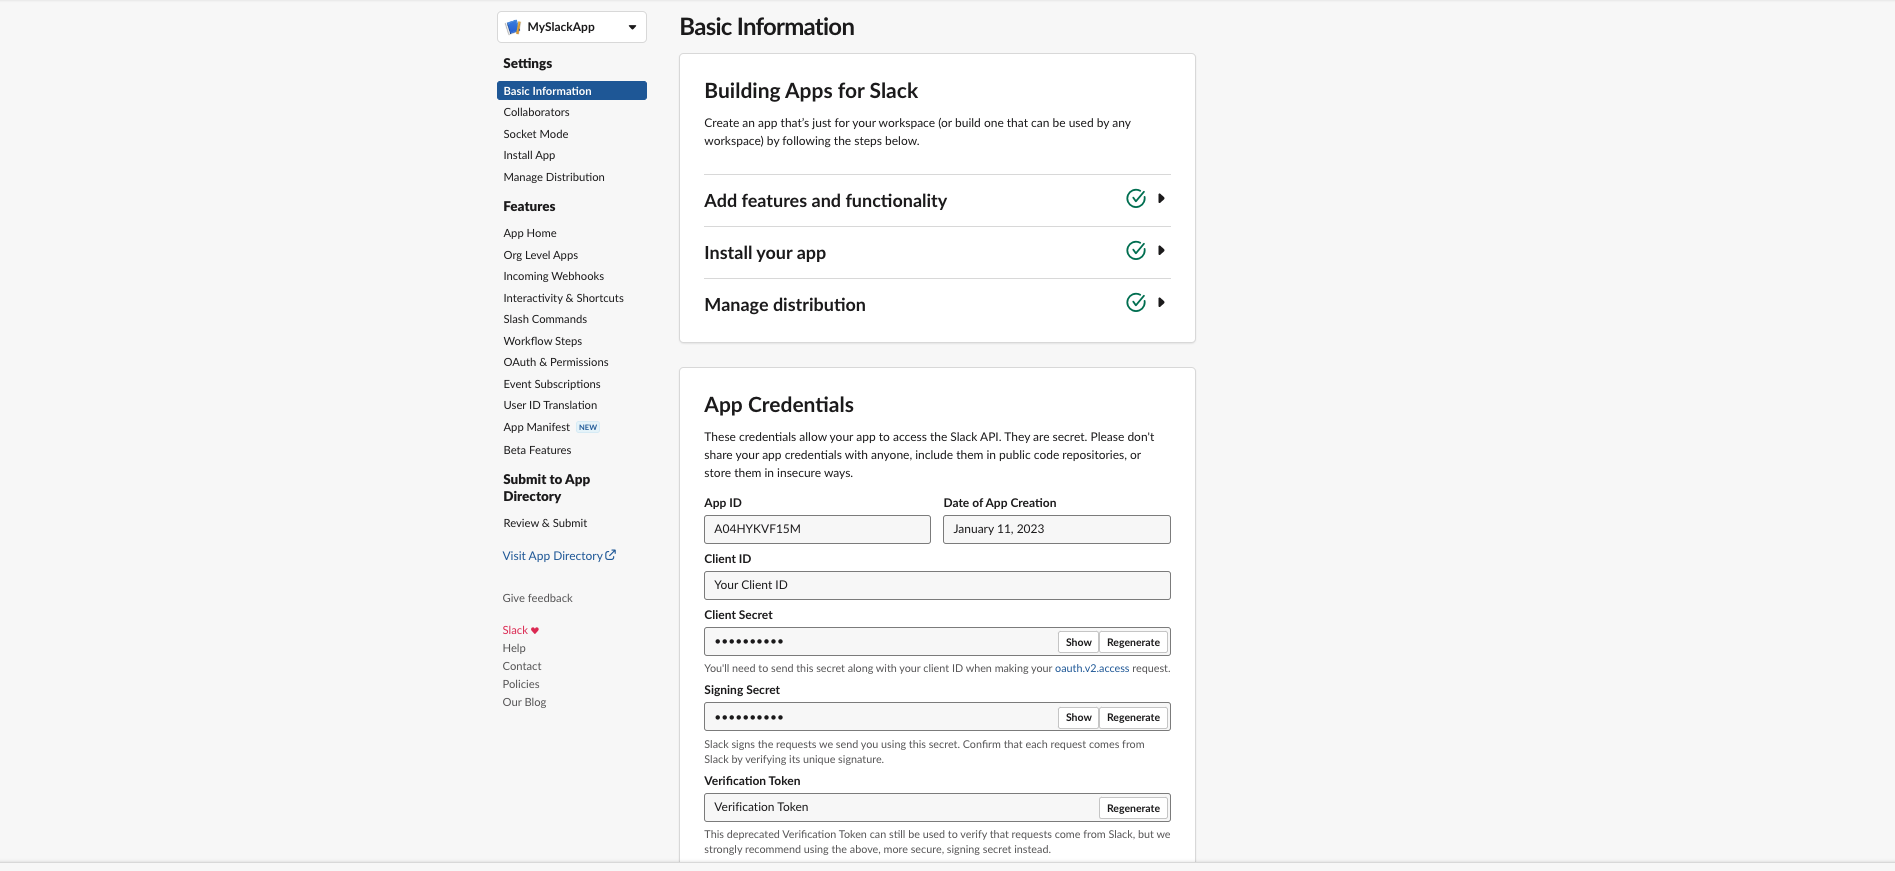 MySlackApp
Settings
Basic Information
Collaborators
Socket Mode
Install App
Manage Distribution
Features
App Home
Org Level Apps
Incoming Webhooks
Interactivity & Shortcuts
Slash Commands
Workflow Steps
OAuth & Permissions
Event Subscriptions
User ID Translation
App Manifest NEW
Beta Features
Submit to App
Directory
Review & Submit
Visit App Directory
Give feedback
Slack
Help
Contact
Policies
Our Blog
Basic Information
Building Apps for Slack
Create an app that's just for your workspace (or build one that can be used by any
workspace) by following the steps below.
Add features and functionality
Install your app
Manage distribution
App Credentials
These credentials allow your app to access the Slack API. They are secret. Please don't
share your app credentials with anyone, include them in public code repositories, or
store them in insecure ways.
App ID Date of App Creation
A04HYKVF15M January 11, 2023
Client ID
Your Client ID
Client Secret
•••••••••• Show Regenerate
You'll need to send this secret along with your client ID when making your oauth.v2.access request.
Signing Secret
•••••••••• Show Regenerate
Slack signs the requests we send you using this secret. Confirm that each request comes from
Slack by verifying its unique signature.
Verification Token
Verification Token Regenerate
This deprecated Verification Token can still be used to verify that requests come from Slack, but we
strongly recommend using the above, more secure, signing secret instead.